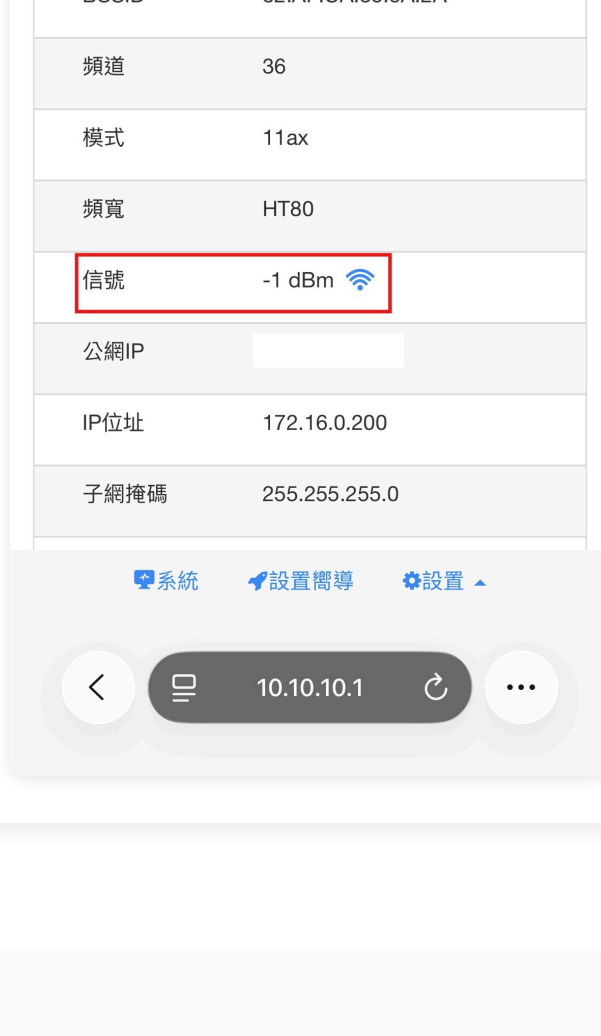 BSSID
頻道 36
模式 11ax
頻寬 HT80
信號 -1 dBm
公網IP
IP位址 172.16.0.200
子網掩碼 255.255.255.0
系統 設置嚮導 設置
10.10.10.1